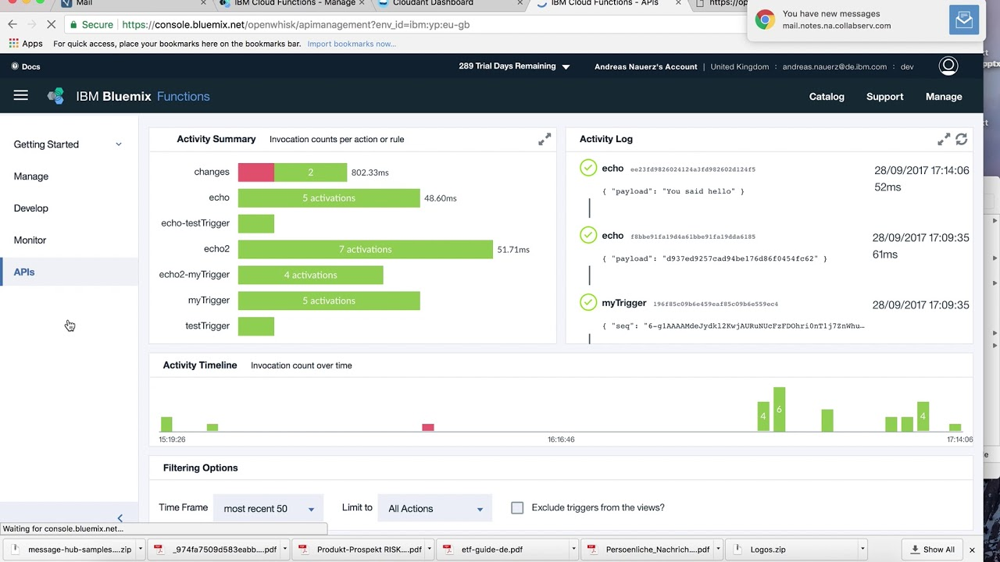 Mail
IBM Cloud Functions - Manage
Cloudant Dashboard
IBM Cloud Functions - APIs
https://op
You have new messages
mail.notes.na.collabserv.com
Secure https://console.bluemix.net/openwhisk/apimanagement?env_id=ibm:yp:eu-gb
Apps For quick access, place your bookmarks here on the bookmarks bar. Import bookmarks now...
Docs
289 Trial Days Remaining
Andreas Nauerz's Account | United Kingdom : andreas.nauerz@de.ibm.com : dev
IBM Bluemix Functions
Catalog Support Manage
Getting Started
Manage
Develop
Monitor
APIs
Activity Summary Invocation counts per action or rule
changes 2 802.33ms
echo 5 activations 48.60ms
echo-testTrigger
echo2 7 activations 51.71ms
echo2-myTrigger 4 activations
myTrigger 5 activations
testTrigger
Activity Log
echo ee23fd9826024124a3fd982602d124f5 28/09/2017 17:14:06
52ms
{ "payload": "You said hello" }
echo f8bbe91fa19d4a61bbe91fa19dda6185 28/09/2017 17:09:35
61ms
{ "payload": "d937ed9257cad94be176d86f0454fc62" }
myTrigger 196f85c09b6e459eaf85c09b6e559ec4 28/09/2017 17:09:35
{ "seq": "6-g1AAAAMdeJydkl2KwjAURuNUcFzFDOhri0nT1j7ZnWhu...
Activity Timeline Invocation count over time
4 6 4
15:19:26 16:16:46 17:14:06
Filtering Options
Time Frame most recent 50 Limit to All Actions Exclude triggers from the views?
Waiting for console.bluemix.net...
message-hub-samples....zip _974fa7509d583eabb....pdf Produkt-Prospekt RISK....pdf etf-guide-de.pdf Persoenliche_Nachrich....pdf Logos.zip Show All